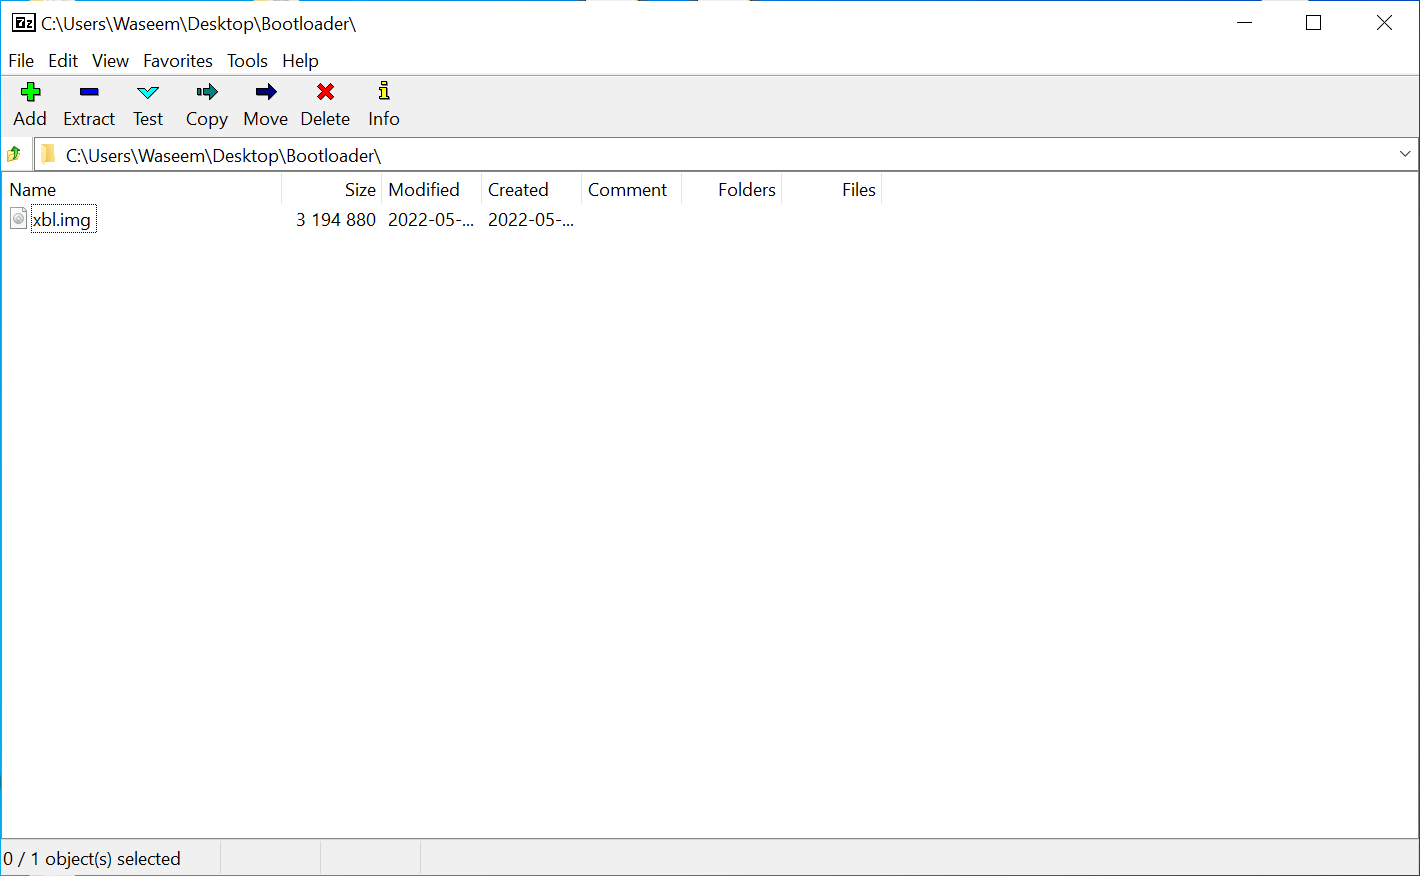 7z C:\Users\Waseem\Desktop\Bootloader\
File Edit View Favorites Tools Help
Add Extract Test Copy Move Delete Info
C:\Users\Waseem\Desktop\Bootloader\
Name Size Modified Created Comment Folders Files
xbl.img 3 194 880 2022-05-... 2022-05-...
0 / 1 object(s) selected